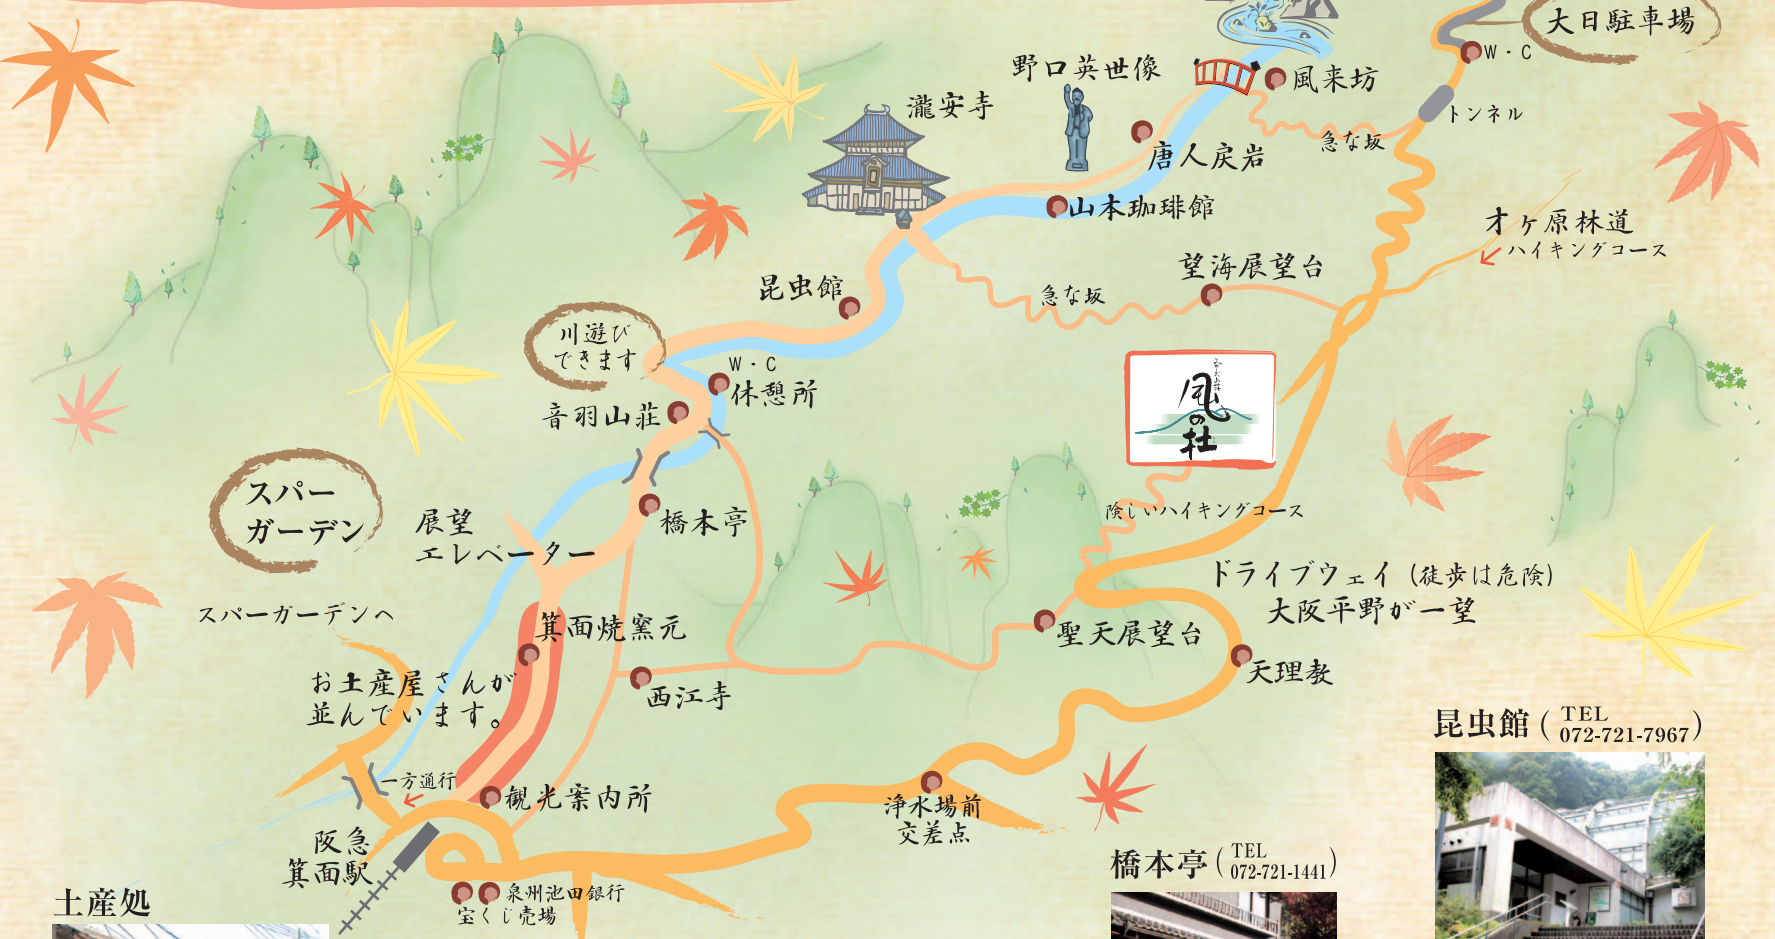 大日駐車場
W・C
野口英世像
風来坊
瀧安寺
トンネル
急な坂
唐人戻岩
山本珈琲館
才ヶ原林道
ハイキングコース
望海展望台
昆虫館
急な坂
川遊び
できます
W・C
休憩所
音羽山荘
風の杜
スパー
ガーデン
展望
エレベーター
橋本亭
険しいハイキングコース
ドライブウェイ(徒歩は危険)
大阪平野が一望
スパーガーデンへ
箕面焼窯元
聖天展望台
天理教
お土産屋さんが
並んでいます。
西江寺
昆虫館(TEL
072-721-7967)
一方通行
観光案内所
浄水場前
交差点
阪急
箕面駅
橋本亭(TEL
072-721-1441)
泉州池田銀行
宝くじ売場
土産処